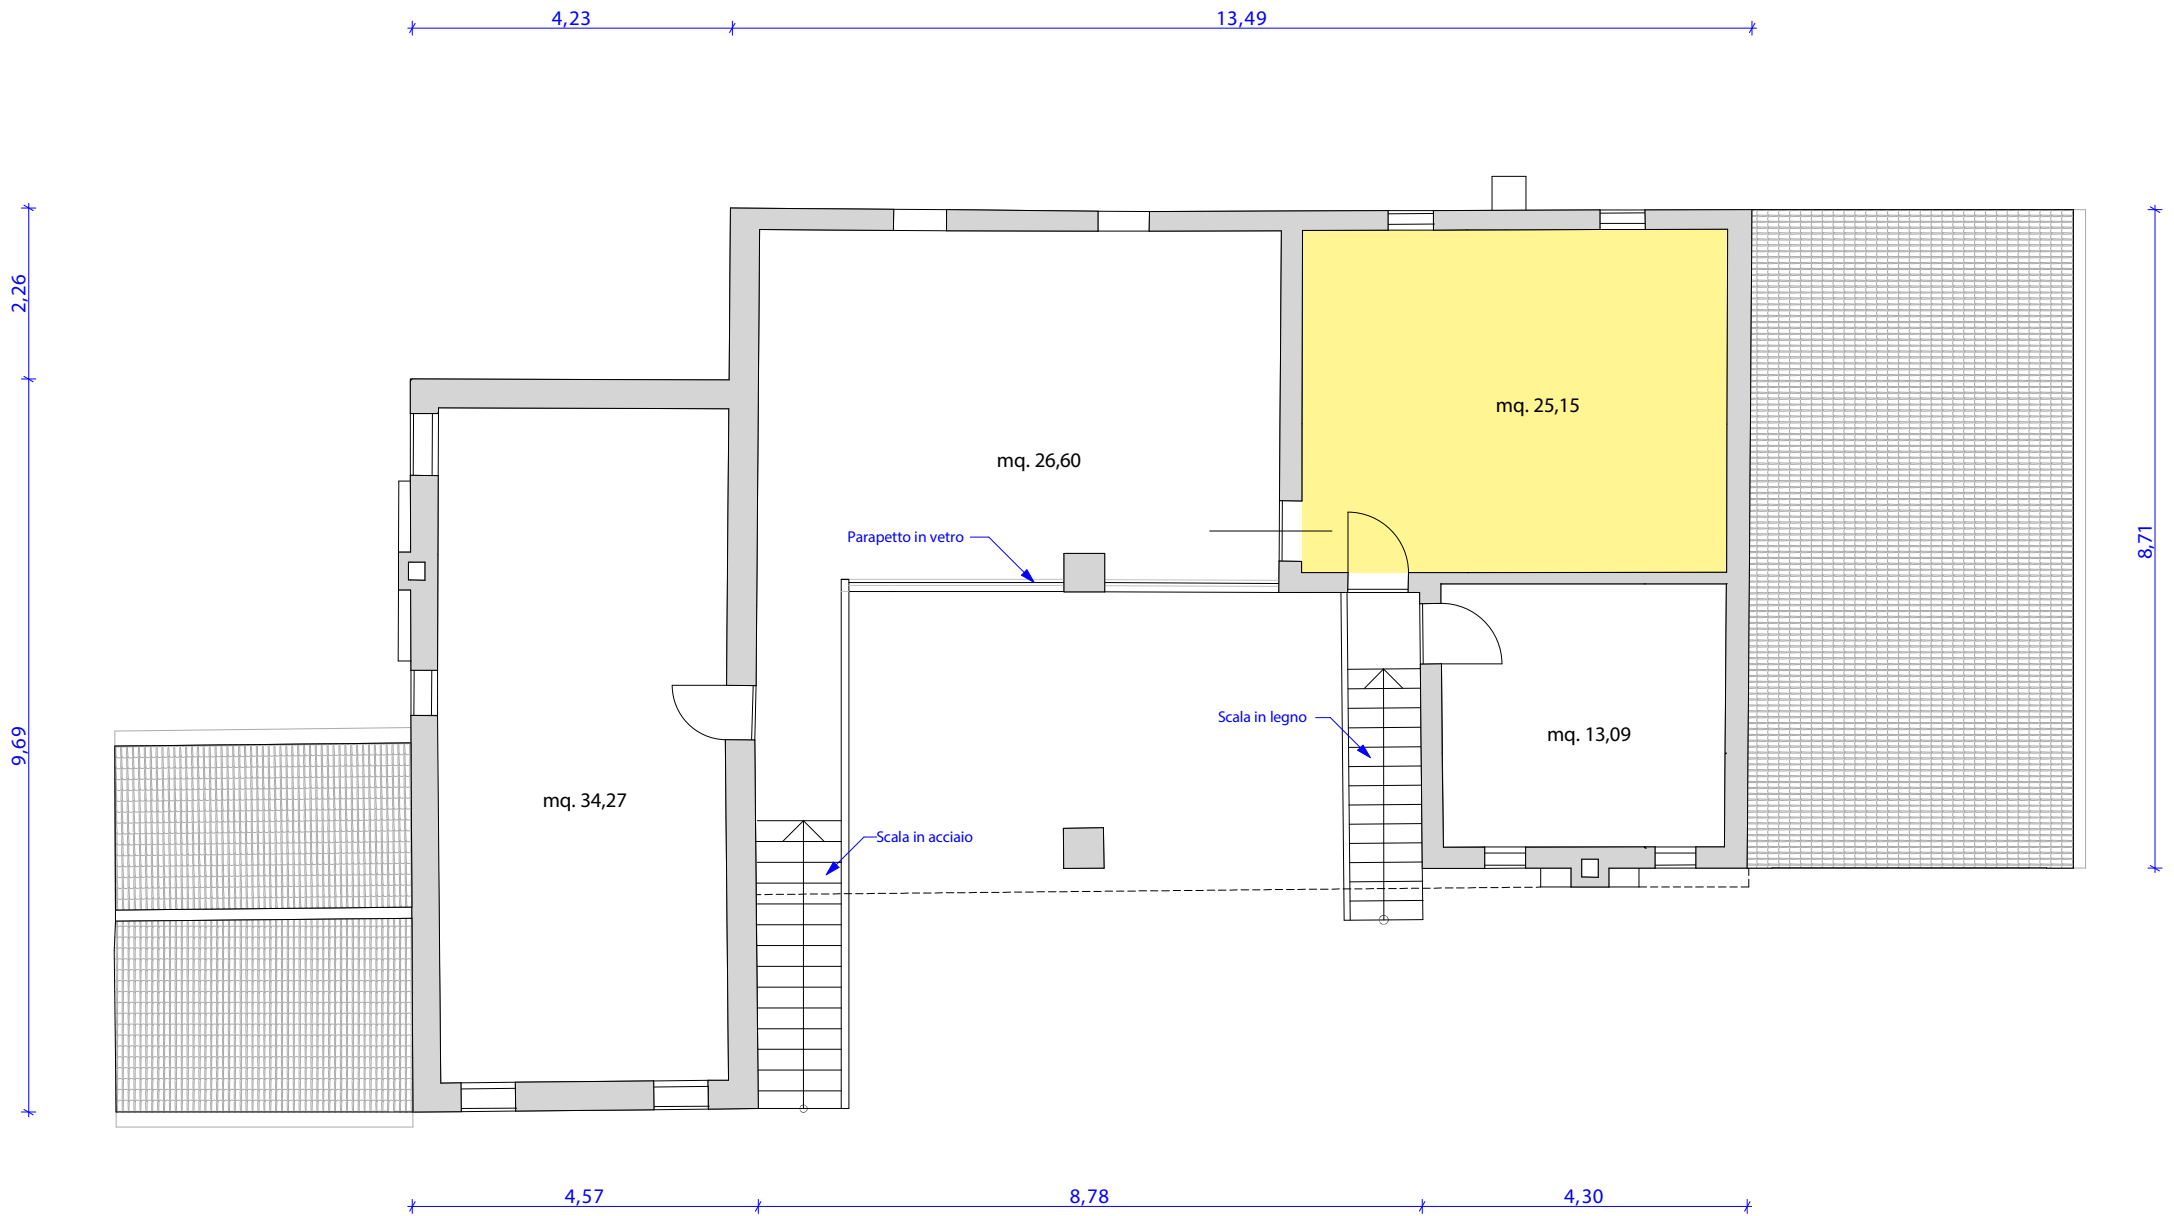 4,23
13,49
2,26
mq. 25,15
mq. 26,60
Parapetto in vetro
8,71
Scala in legno
mq. 13,09
9,69
mq. 34,27
Scala in acciaio
4,57
8,78
4,30